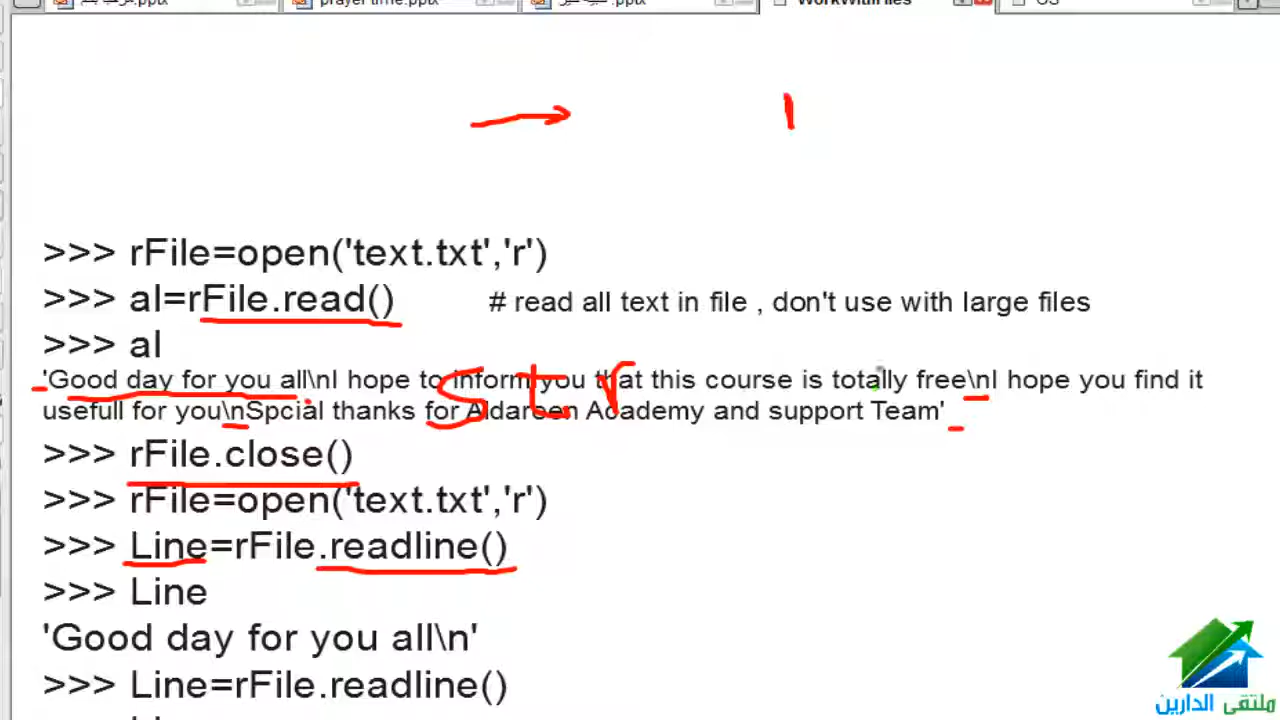 prayer time.pptx
.pptx
WorkWithFiles
OS
>>> rFile=open('text.txt','r')
>>> al=rFile.read() # read all text in file , don't use with large files
>>> al
'Good day for you all\nI hope to inform you that this course is totally free\nI hope you find it
usefull for you\nSpcial thanks for Aldareen Academy and support Team'
str
>>> rFile.close()
>>> rFile=open('text.txt','r')
>>> Line=rFile.readline()
>>> Line
'Good day for you all\n'
>>> Line=rFile.readline()
ملتقى الدارين